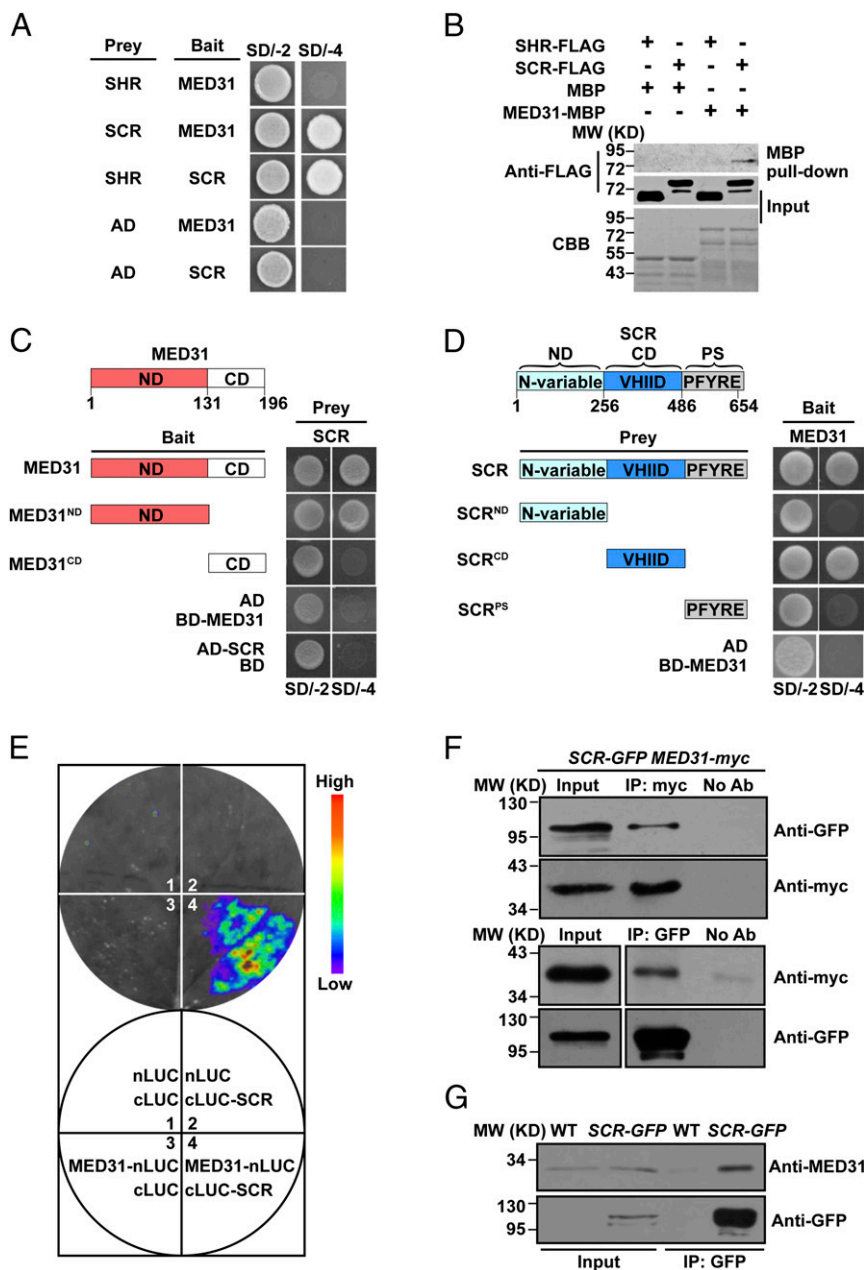 A
Prey Bait SD/-2 SD/-4
SHR MED31
SCR MED31
SHR SCR
AD MED31
AD SCR
B
SHR-FLAG + - + -
SCR-FLAG - + - +
MBP + + - -
MED31-MBP - - + +
MW (KD)
Anti-FLAG
95
72
72
95
72
55
43
CBB
MBP
pull-down
Input
C
MED31
ND CD
1 131 196
Bait
Prey
SCR
MED31 ND CD
MED31ND ND
MED31CD CD
AD
BD-MED31
AD-SCR
BD
SD/-2 SD/-4
D
SCR
ND CD PS
N-variable VHIID PFYRE
1 256 486 654
Prey
Bait
MED31
SCR N-variable VHIID PFYRE
SCRND N-variable
SCRCD VHIID
SCRPS PFYRE
AD
BD-MED31
SD/-2 SD/-4
E
1 2
3 4
High
Low
nLUC nLUC
cLUC cLUC-SCR
1 2
3 4
MED31-nLUC MED31-nLUC
cLUC cLUC-SCR
F
SCR-GFP MED31-myc
MW (KD) Input IP: myc No Ab
130
95
Anti-GFP
43
34
Anti-myc
MW (KD) Input IP: GFP No Ab
43
34
Anti-myc
130
95
Anti-GFP
G
MW (KD) WT SCR-GFP WT SCR-GFP
34
Anti-MED31
130
95
Anti-GFP
Input IP: GFP